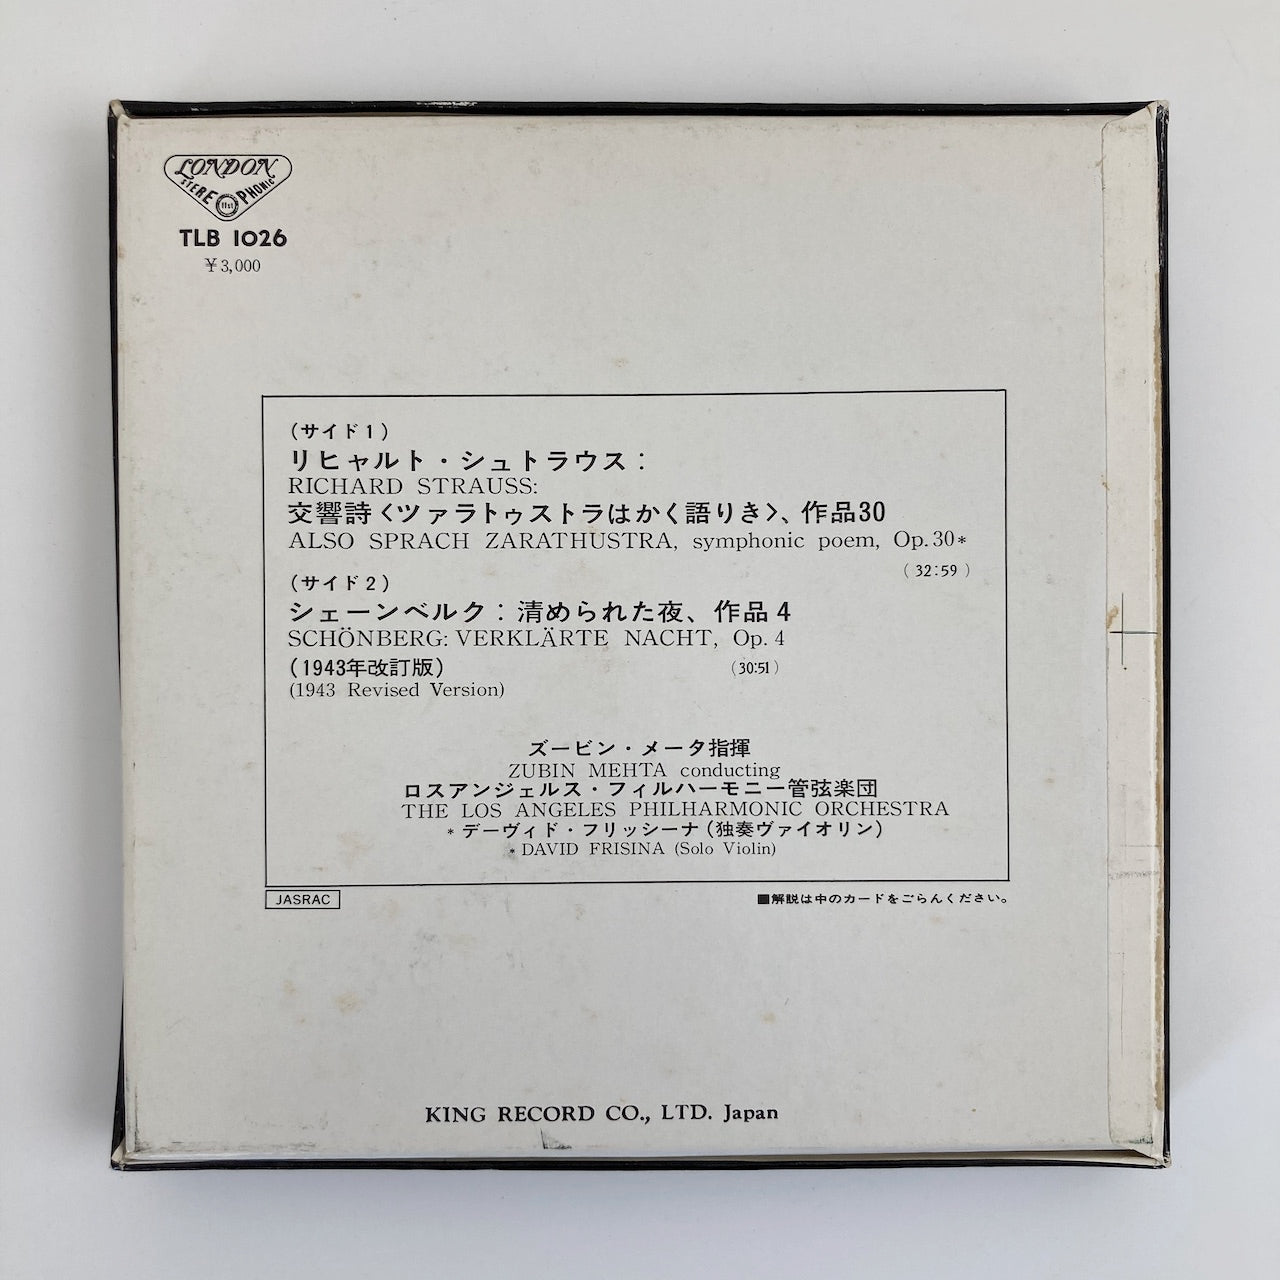 LONDON
STEREOPHONIC
ffss
TLB 1026
¥3,000
(サイド1)
リヒャルト・シュトラウス：
RICHARD STRAUSS:
交響詩〈ツァラトゥストラはかく語りき〉、作品30
ALSO SPRACH ZARATHUSTRA, symphonic poem, Op.30*
(32:59)
(サイド2)
シェーンベルク：清められた夜、作品4
SCHÖNBERG: VERKLÄRTE NACHT, Op. 4
(1943年改訂版) (30:51)
(1943 Revised Version)
ズービン・メータ指揮
ZUBIN MEHTA conducting
ロスアンジェルス・フィルハーモニー管弦楽団
THE LOS ANGELES PHILHARMONIC ORCHESTRA
*デーヴィド・フリッシーナ(独奏ヴァイオリン)
*DAVID FRISINA (Solo Violin)
JASRAC ■解説は中のカードをごらんください。
KING RECORD CO., LTD. Japan